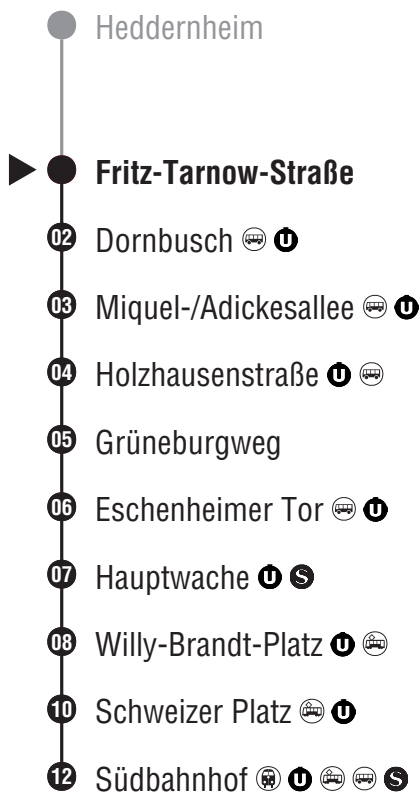 Heddernheim
Fritz-Tarnow-Straße
02 Dornbusch U
03 Miquel-/Adickesallee U
04 Holzhausenstraße U
05 Grüneburgweg
06 Eschenheimer Tor U
07 Hauptwache U S
08 Willy-Brandt-Platz U
10 Schweizer Platz U
12 Südbahnhof U S